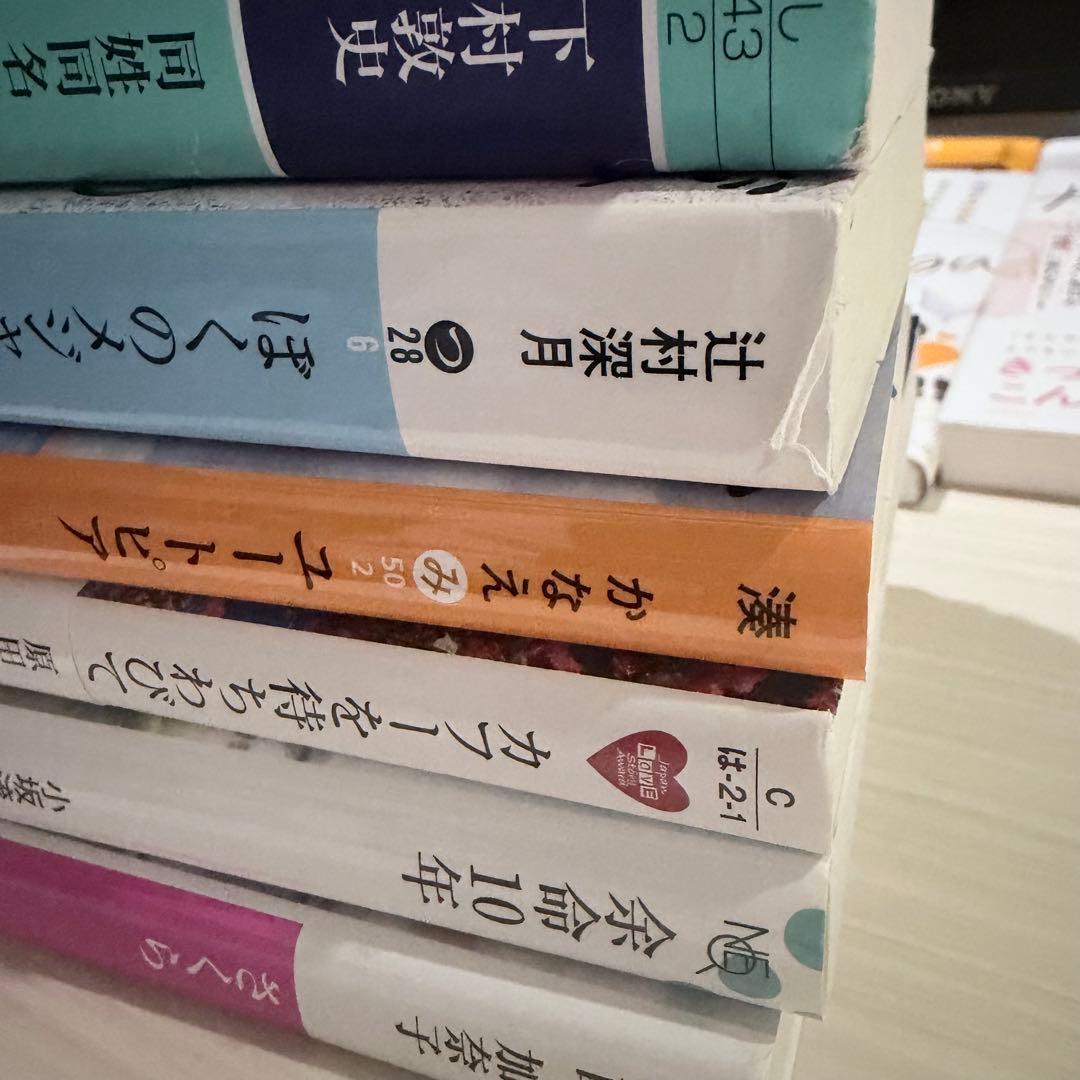 し
43
2
下村敦史
同姓同名
辻村深月
28
6
ぼくのメジャ
湊
かなえ
み
50
2
ユートピア
C
は-2-1
Japan
LOVE
Story
Award
カフーを待ちわびて
原田
余命10年
小坂
加奈子
さくら